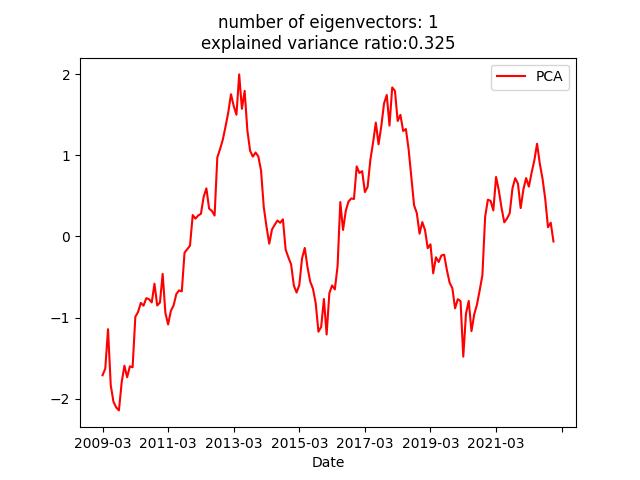 number of eigenvectors: 1
explained variance ratio:0.325
PCA
2
1
0
−1
−2
2009-03 2011-03 2013-03 2015-03 2017-03 2019-03 2021-03
Date